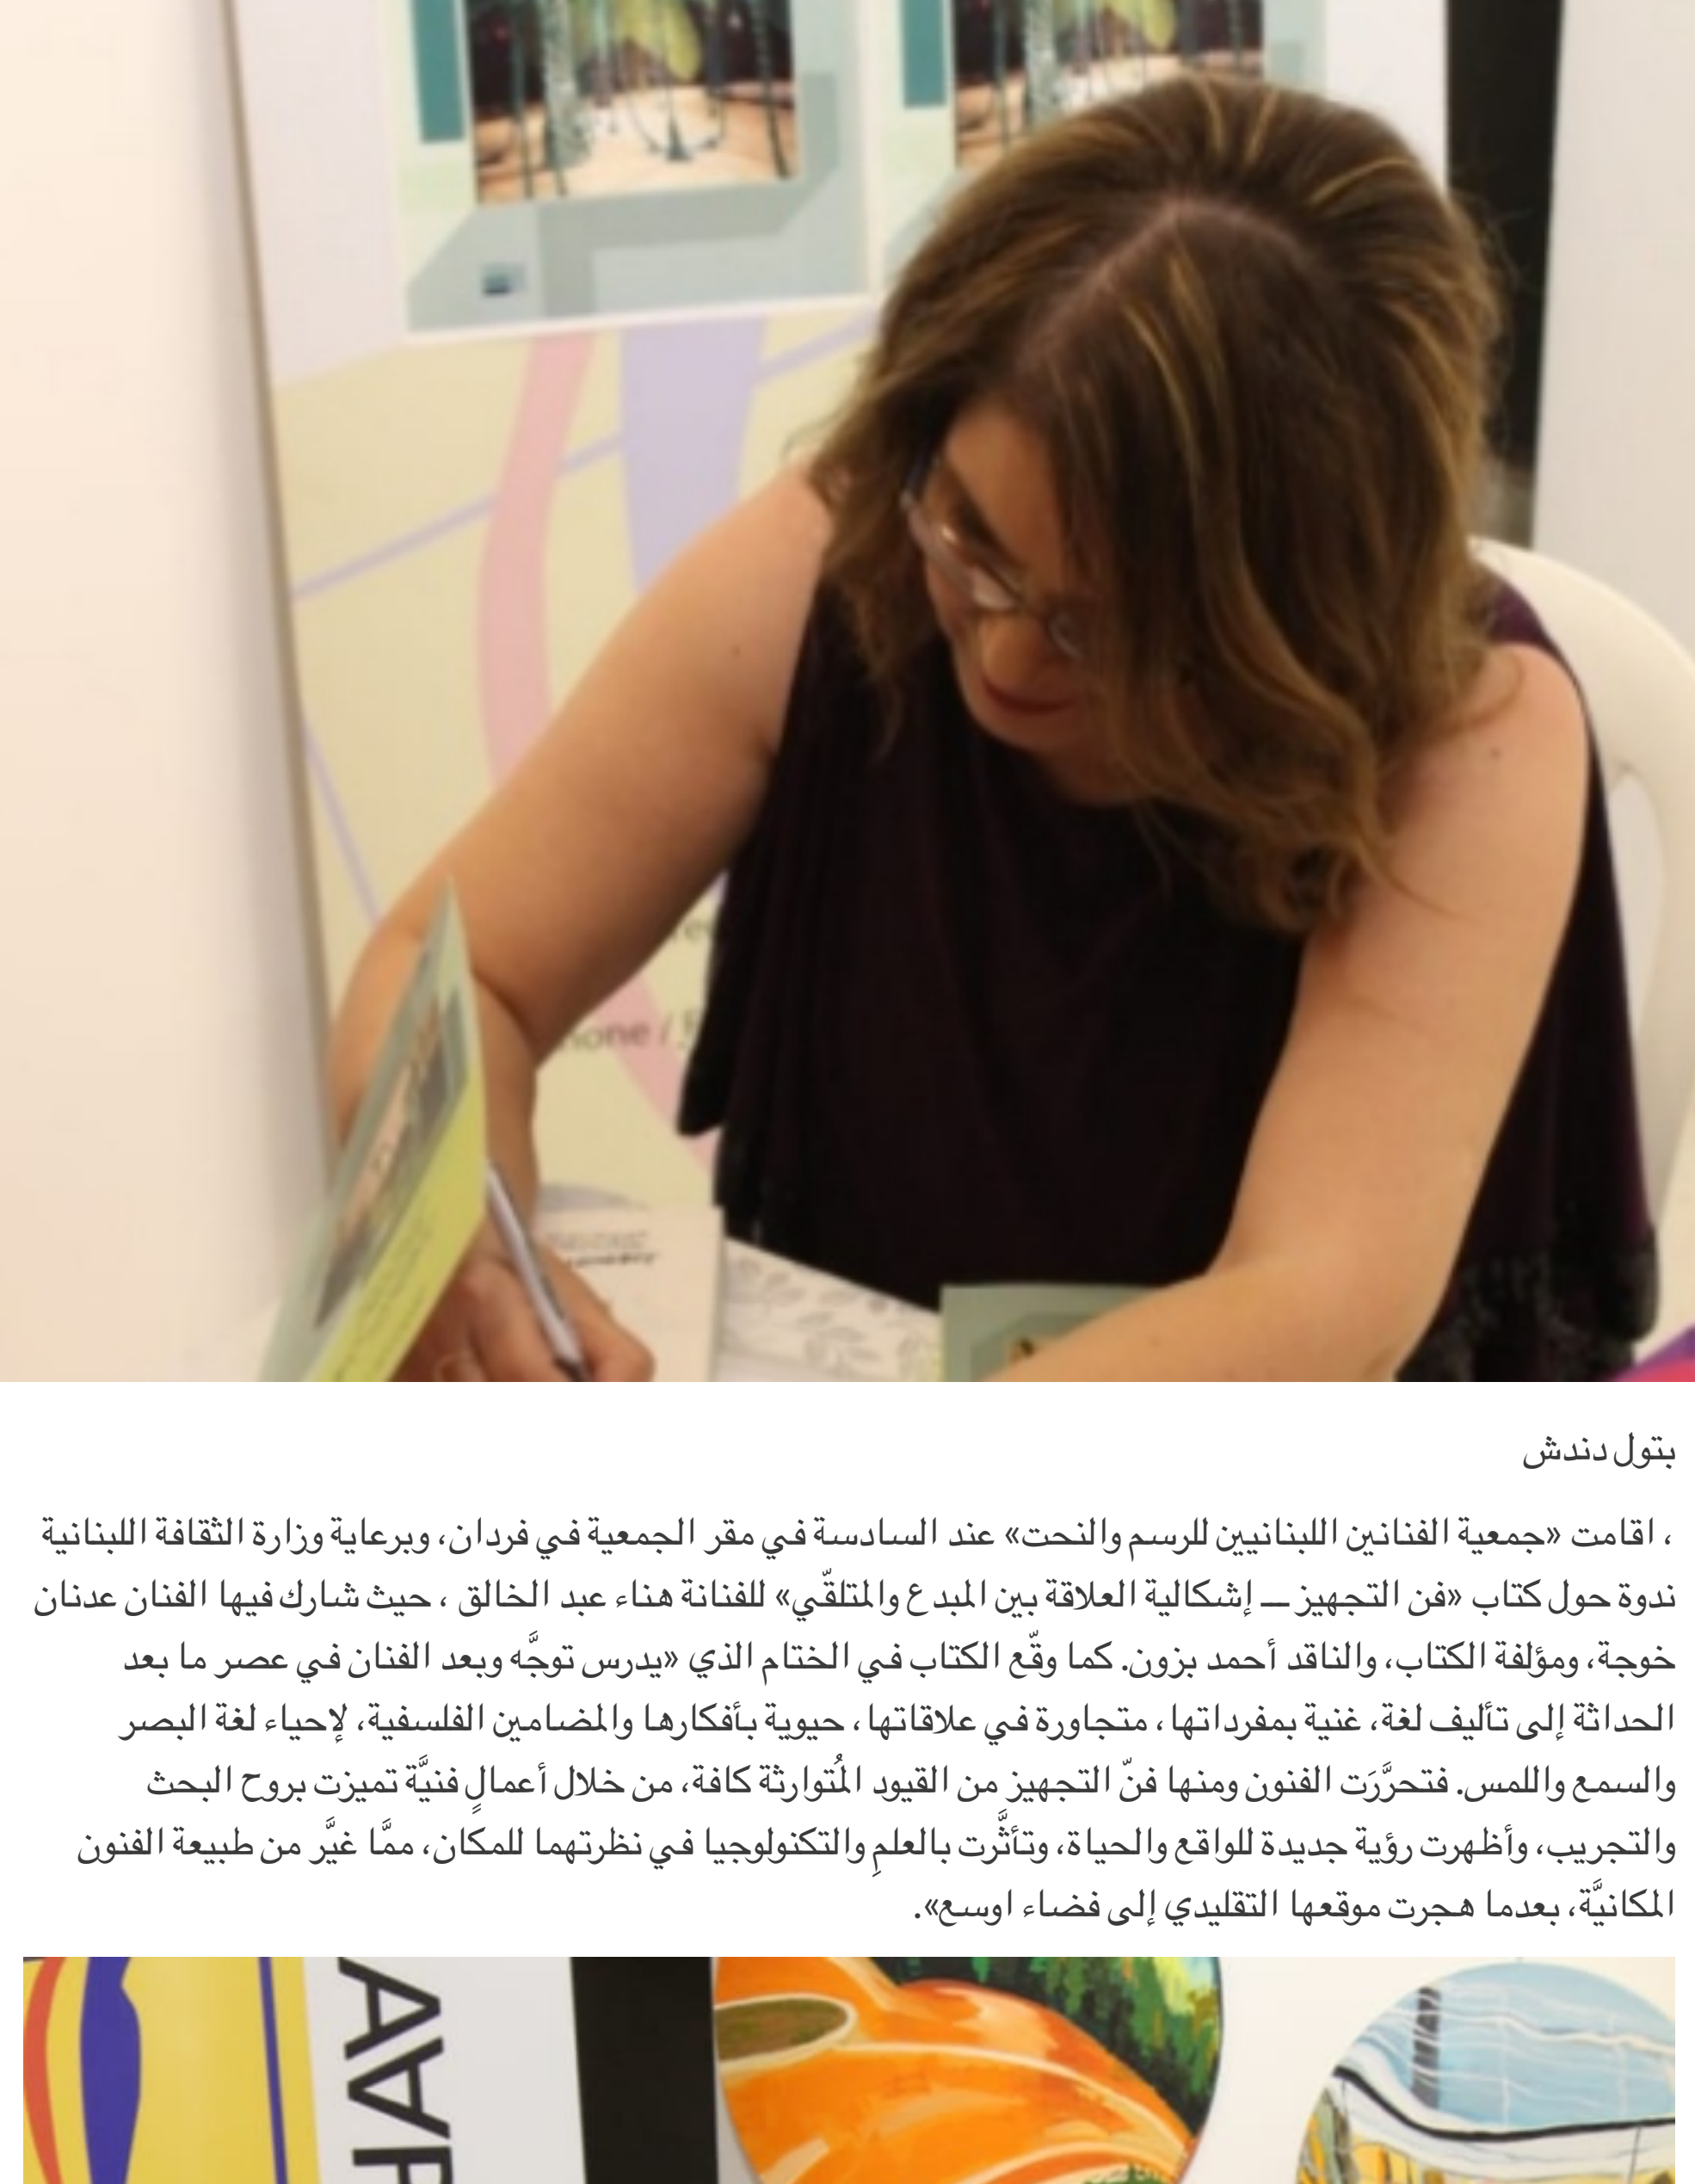 none /
بتول دندش
، اقامت «جمعية الفنانين اللبنانيين للرسم والنحت» عند السادسة في مقر الجمعية في فردان، وبرعاية وزارة الثقافة اللبنانية
ندوة حول كتاب «فن التجهيز — إشكالية العلاقة بين المبدع والمتلقّي» للفنانة هناء عبد الخالق ، حيث شارك فيها الفنان عدنان
خوجة، ومؤلفة الكتاب، والناقد أحمد بزون. كما وقّع الكتاب في الختام الذي «يدرس توجَّه وبعد الفنان في عصر ما بعد
الحداثة إلى تأليف لغة، غنية بمفرداتها، متجاورة في علاقاتها، حيوية بأفكارها والمضامين الفلسفية، لإحياء لغة البصر
والسمع واللمس. فتحرَّرَت الفنون ومنها فنّ التجهيز من القيود المُتوارثة كافة، من خلال أعمالٍ فنيَّة تميزت بروح البحث
والتجريب، وأظهرت رؤية جديدة للواقع والحياة، وتأثَّرت بالعلمِ والتكنولوجيا في نظرتهما للمكان، ممَّا غيَّر من طبيعة الفنون
المكانيَّة، بعدما هجرت موقعها التقليدي إلى فضاء اوسع».